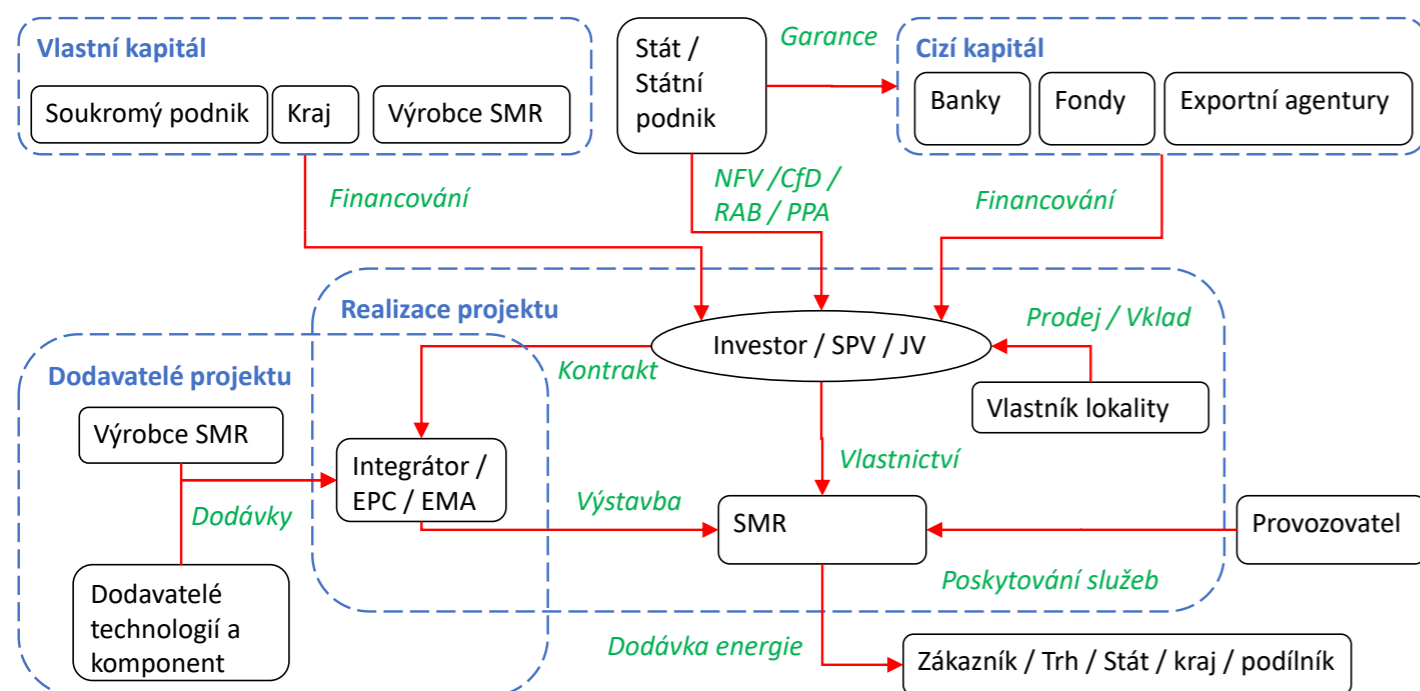 Vlastní kapitál
Soukromý podnik
Kraj
Výrobce SMR
Stát /
Státní
podnik
Garance
Cizí kapitál
Banky
Fondy
Exportní agentury
Financování
NFV /CfD /
RAB / PPA
Financování
Realizace projektu
Investor / SPV / JV
Prodej / Vklad
Kontrakt
Vlastník lokality
Dodavatelé projektu
Výrobce SMR
Integrátor /
EPC / EMA
Dodávky
Výstavba
Vlastnictví
SMR
Provozovatel
Poskytování služeb
Dodavatelé
technologií a
komponent
Dodávka energie
Zákazník / Trh / Stát / kraj / podílník